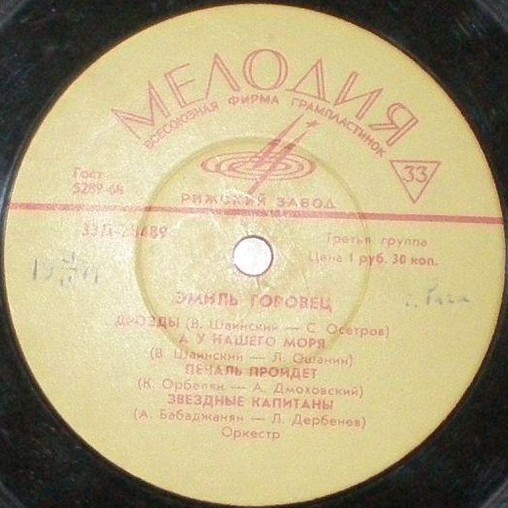 МЕЛОДИЯ
ВСЕСОЮЗНАЯ ФИРМА ГРАМПЛАСТИНОК
33
Гост
5289-68
РИЖСКИЙ ЗАВОД
Третья группа
Цена 1 руб. 30 коп.
ЭМИЛЬ ГОРОВЕЦ
ДРОЗДЫ (В. Шаинский — С. Осетров)
А У НАШЕГО МОРЯ
(В. Шаинский — Л. Ошанин)
ПЕЧАЛЬ ПРОЙДЕТ
(К. Орбелян — А. Дмоховский)
ЗВЕЗДНЫЕ КАПИТАНЫ
(А. Бабаджанян — Л. Дербенев)
Оркестр